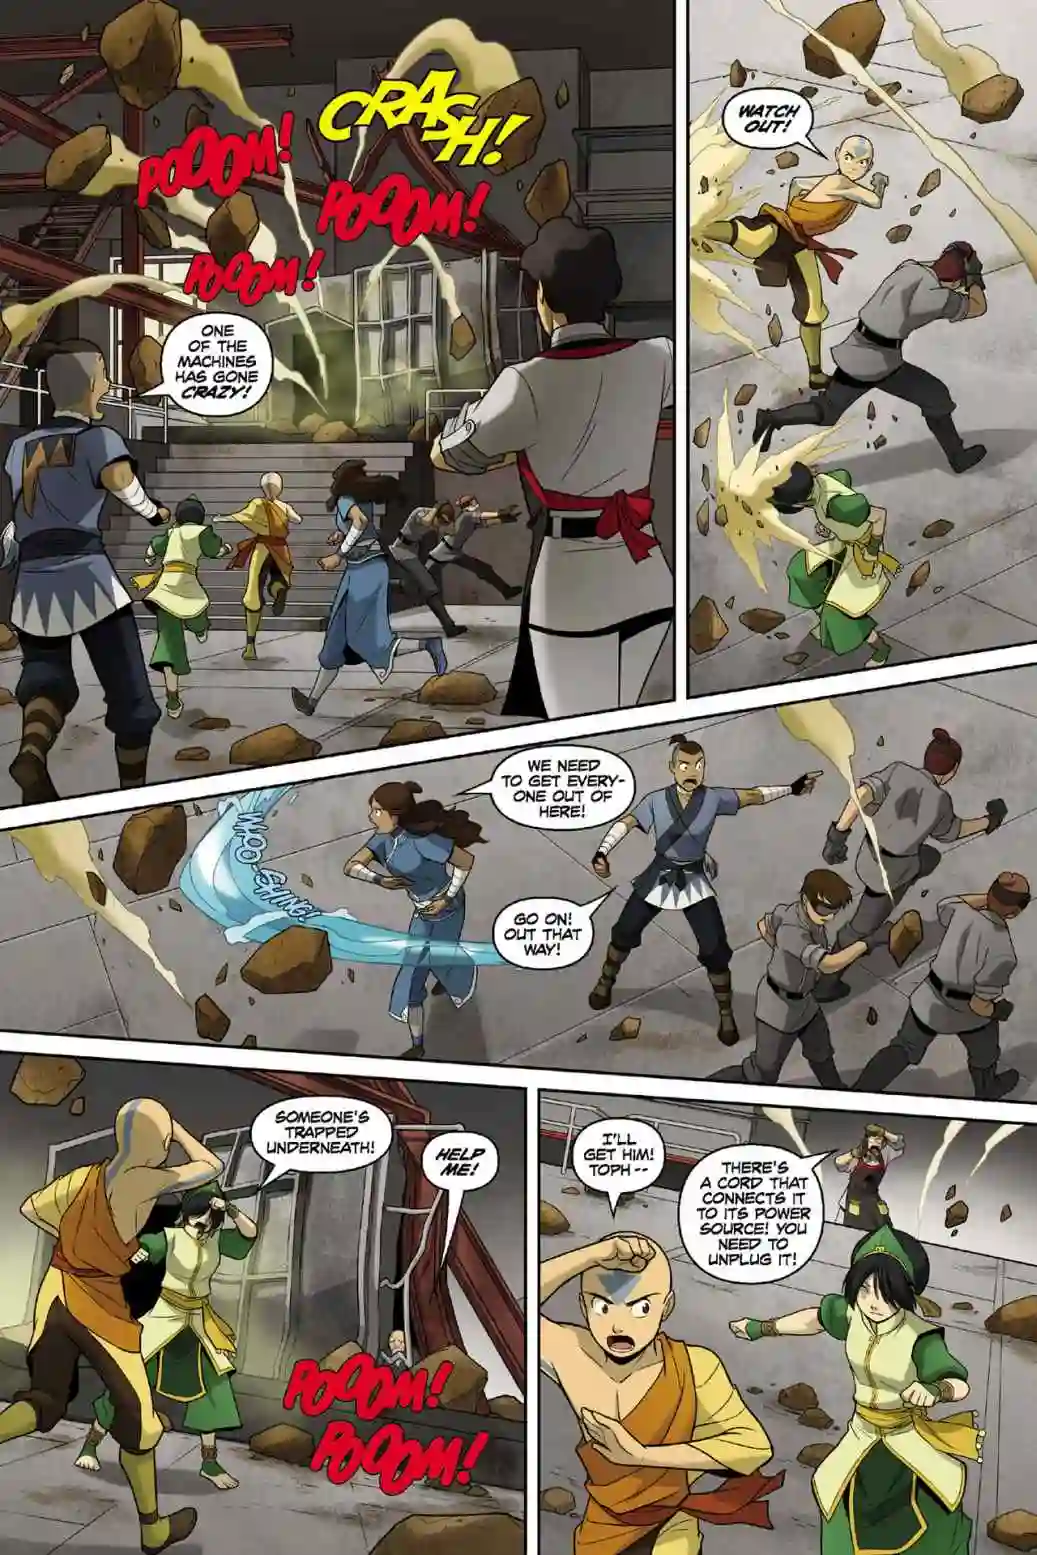 CRASH!
POOOM!
POOOM!
POOOM!
ONE
OF THE
MACHINES
HAS GONE
CRAZY!
WATCH
OUT!
WHOO-
SHING!
WE NEED
TO GET EVERY-
ONE OUT OF
HERE!
GO ON!
OUT THAT
WAY!
SOMEONE'S
TRAPPED
UNDERNEATH!
HELP
ME!
POOOM!
POOOM!
I'LL
GET HIM!
TOPH --
THERE'S
A CORD THAT
CONNECTS IT
TO ITS POWER
SOURCE! YOU
NEED TO
UNPLUG IT!